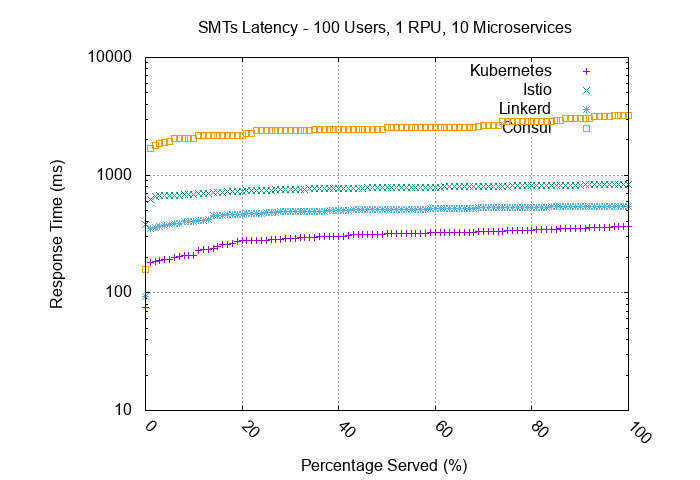 SMTs Latency - 100 Users, 1 RPU, 10 Microservices
10000
1000
100
10
Response Time (ms)
Kubernetes
Istio
Linkerd
Consul
0
20
40
60
80
100
Percentage Served (%)